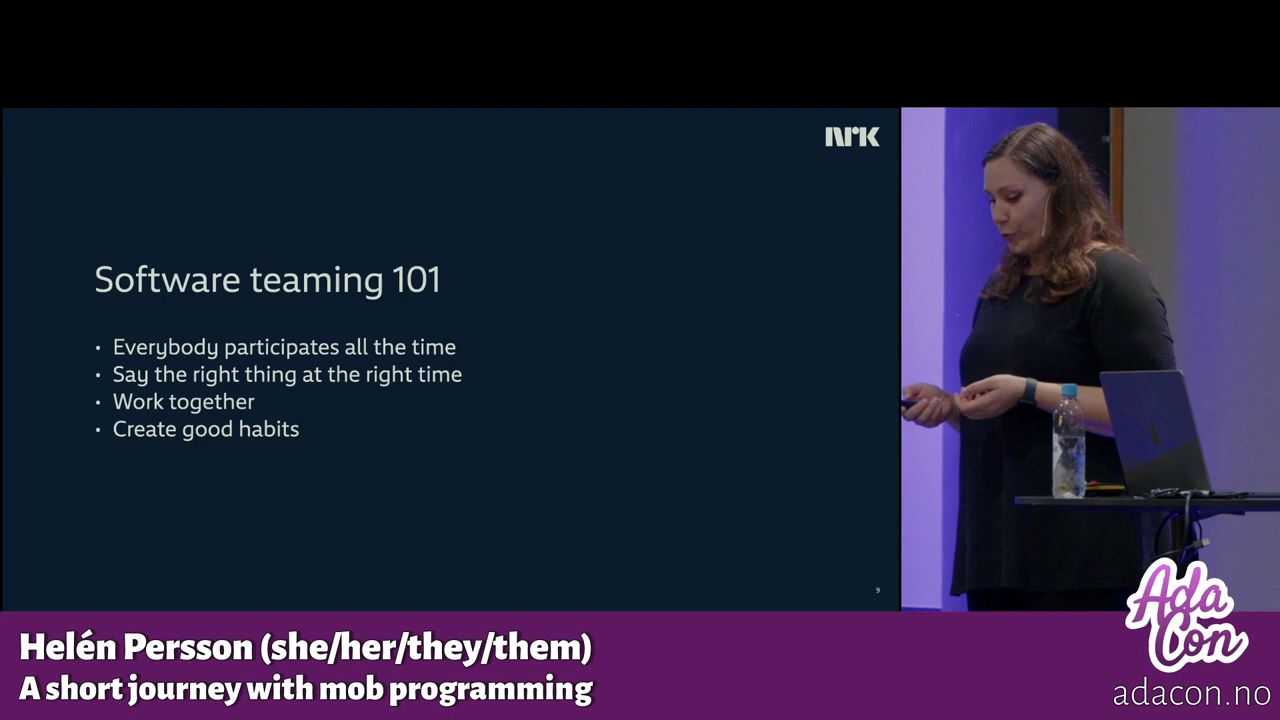 NRK
Software teaming 101
• Everybody participates all the time
• Say the right thing at the right time
• Work together
• Create good habits
9
Helén Persson (she/her/they/them)
A short journey with mob programming
Ada
Con
adacon.no